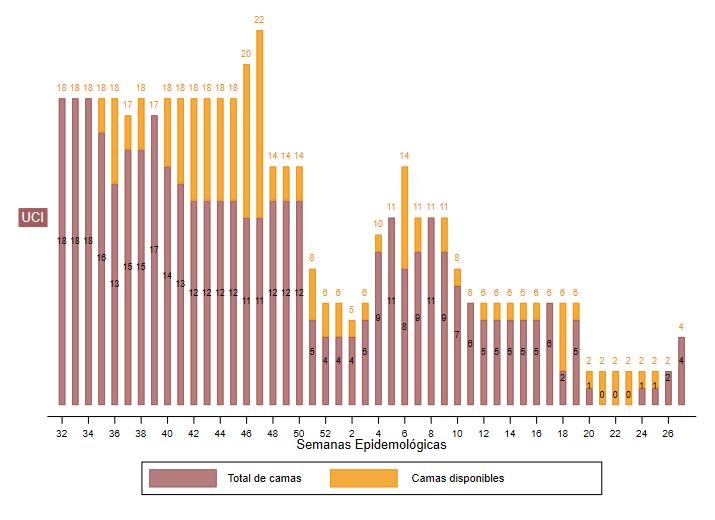 18 18 18 18 18 17 18 17 18 18 18 18 18 18 20 22 14 14 14 8 6 6 5 6 10 11 14 11 11 11 8 6 6 6 6 6 6 6 6 6 2 2 2 2 2 2 2 4
UCI
18 18 18 16 13 15 15 17 14 13 12 12 12 12 11 11 12 12 12 5 4 4 4 5 9 11 8 9 11 9 7 6 5 5 5 5 5 6 2 5 1 0 0 0 1 1 2 4
32 34 36 38 40 42 44 46 48 50 52 2 4 6 8 10 12 14 16 18 20 22 24 26
Semanas Epidemológicas
Total de camas Camas disponibles